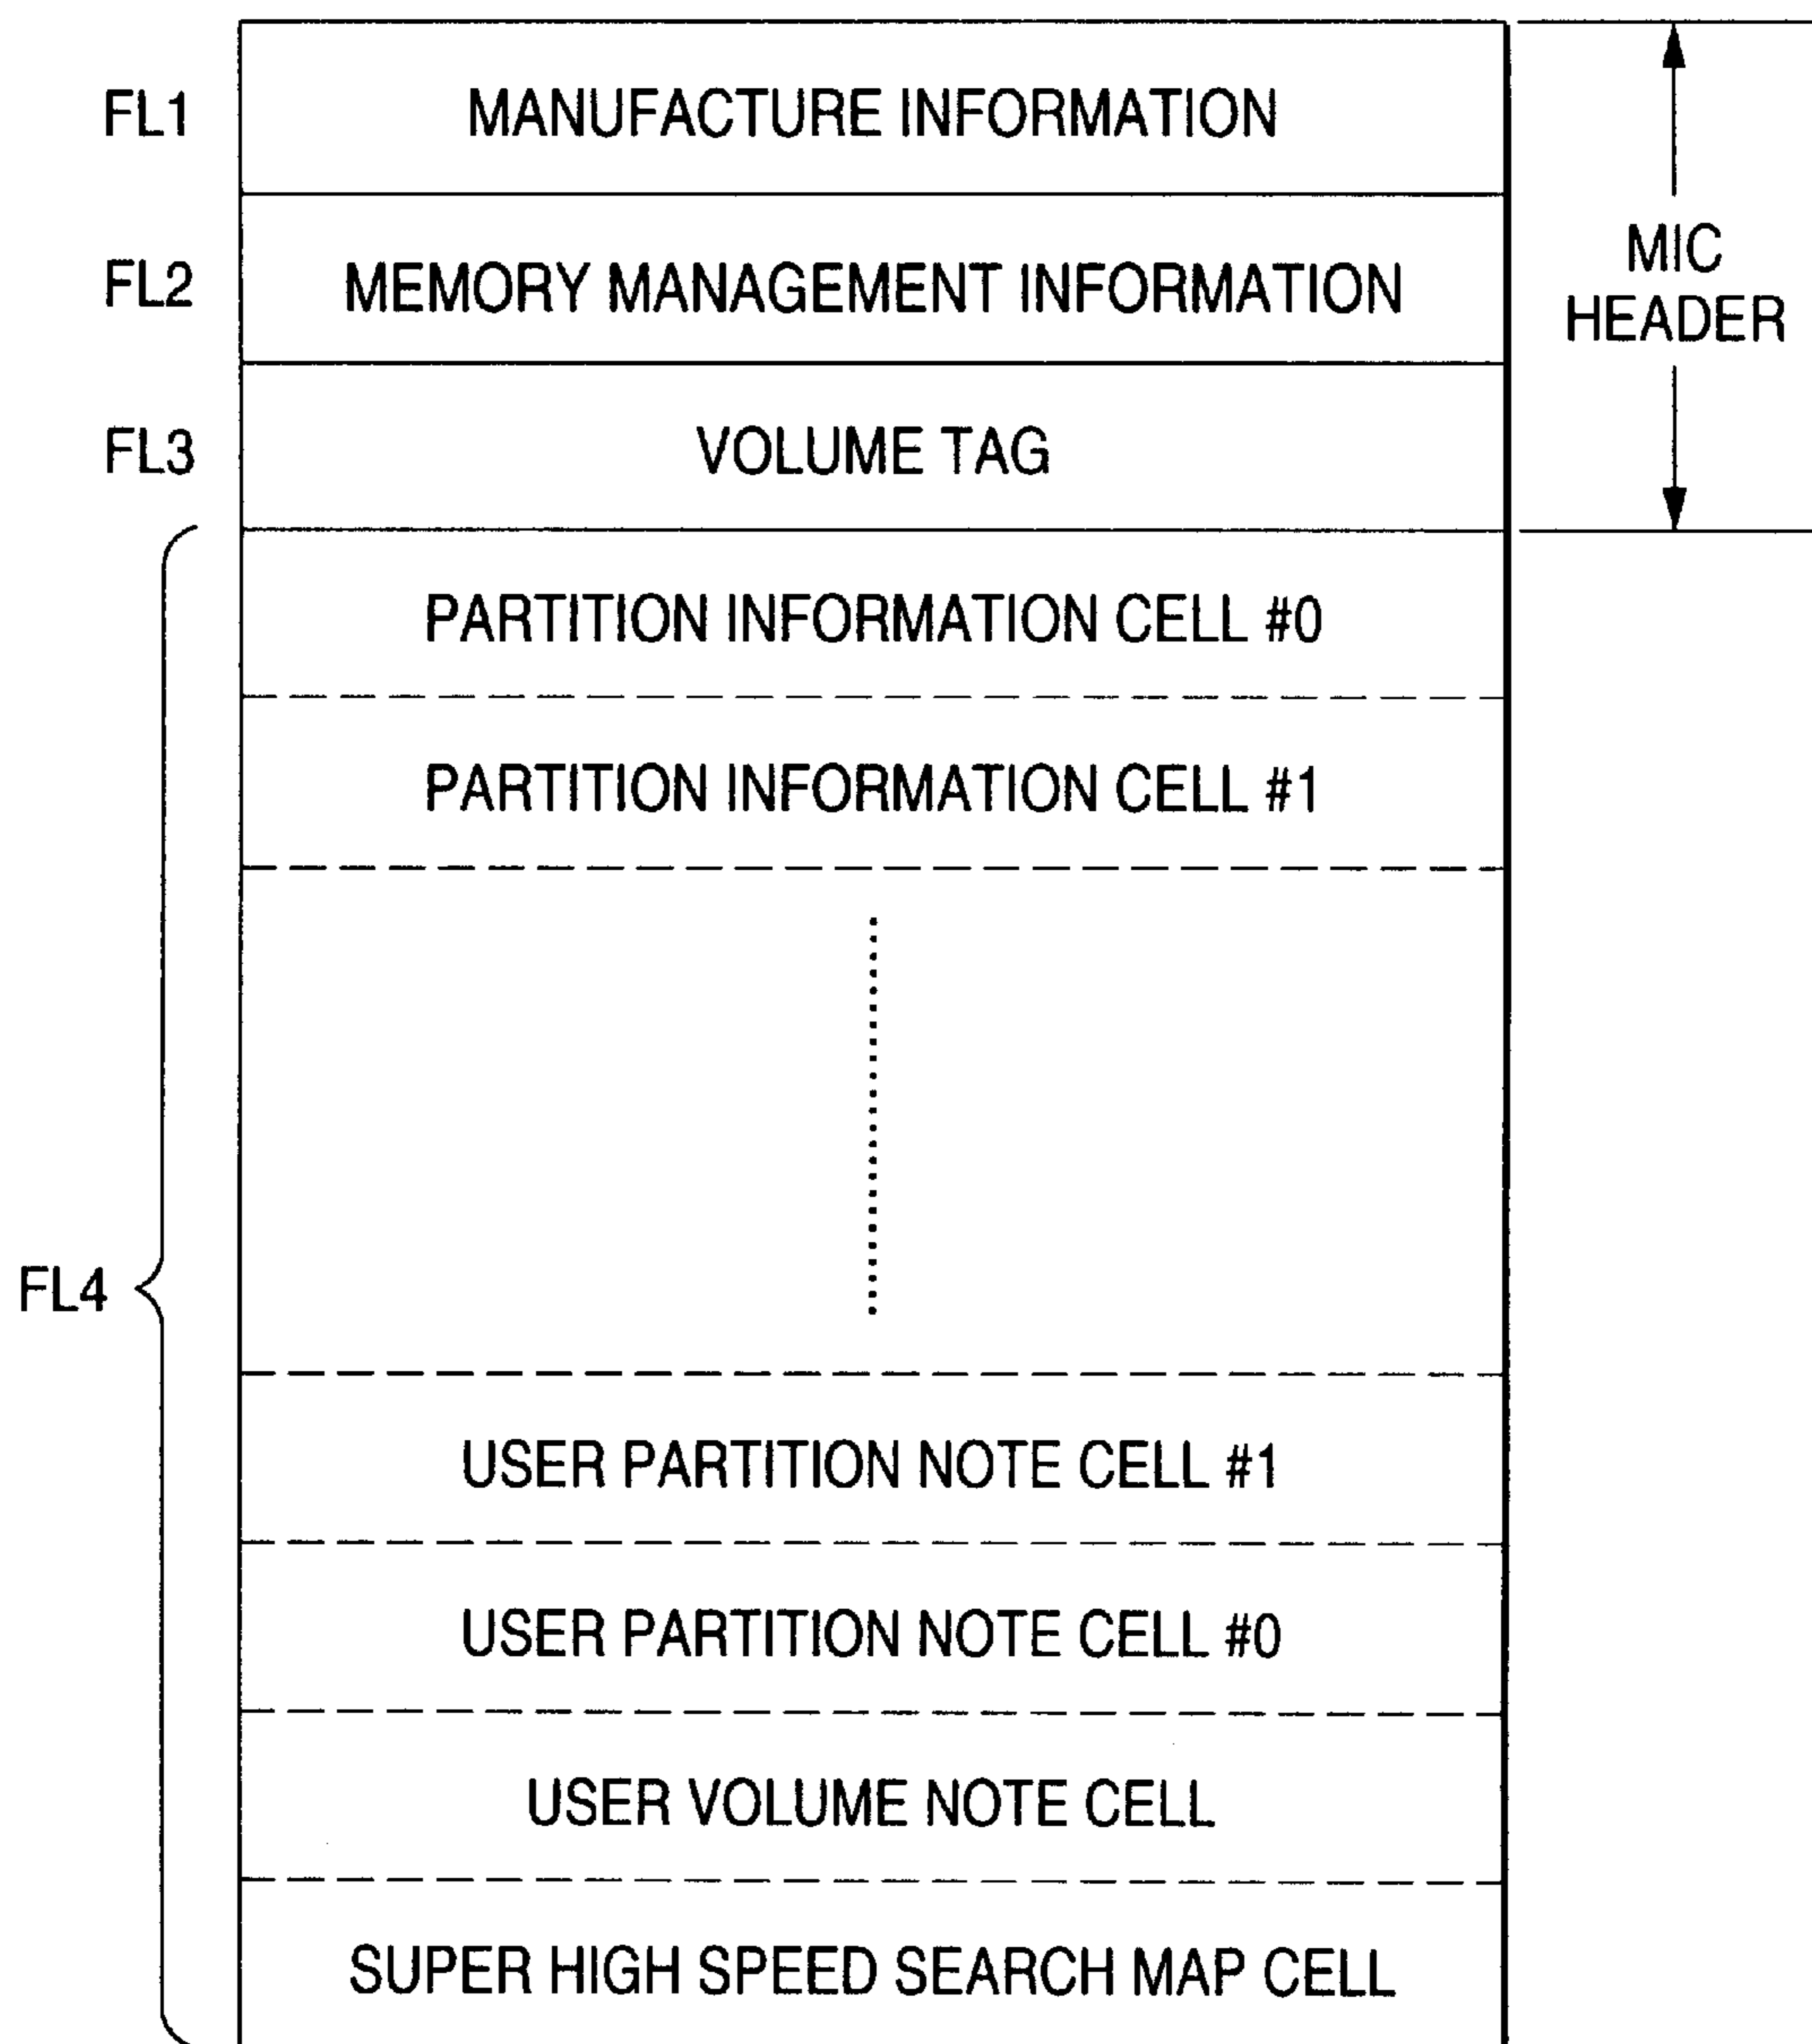 FL1
MANUFACTURE INFORMATION
FL2
MEMORY MANAGEMENT INFORMATION
MIC
HEADER
FL3
VOLUME TAG
PARTITION INFORMATION CELL #0
PARTITION INFORMATION CELL #1
FL4
USER PARTITION NOTE CELL #1
USER PARTITION NOTE CELL #0
USER VOLUME NOTE CELL
SUPER HIGH SPEED SEARCH MAP CELL